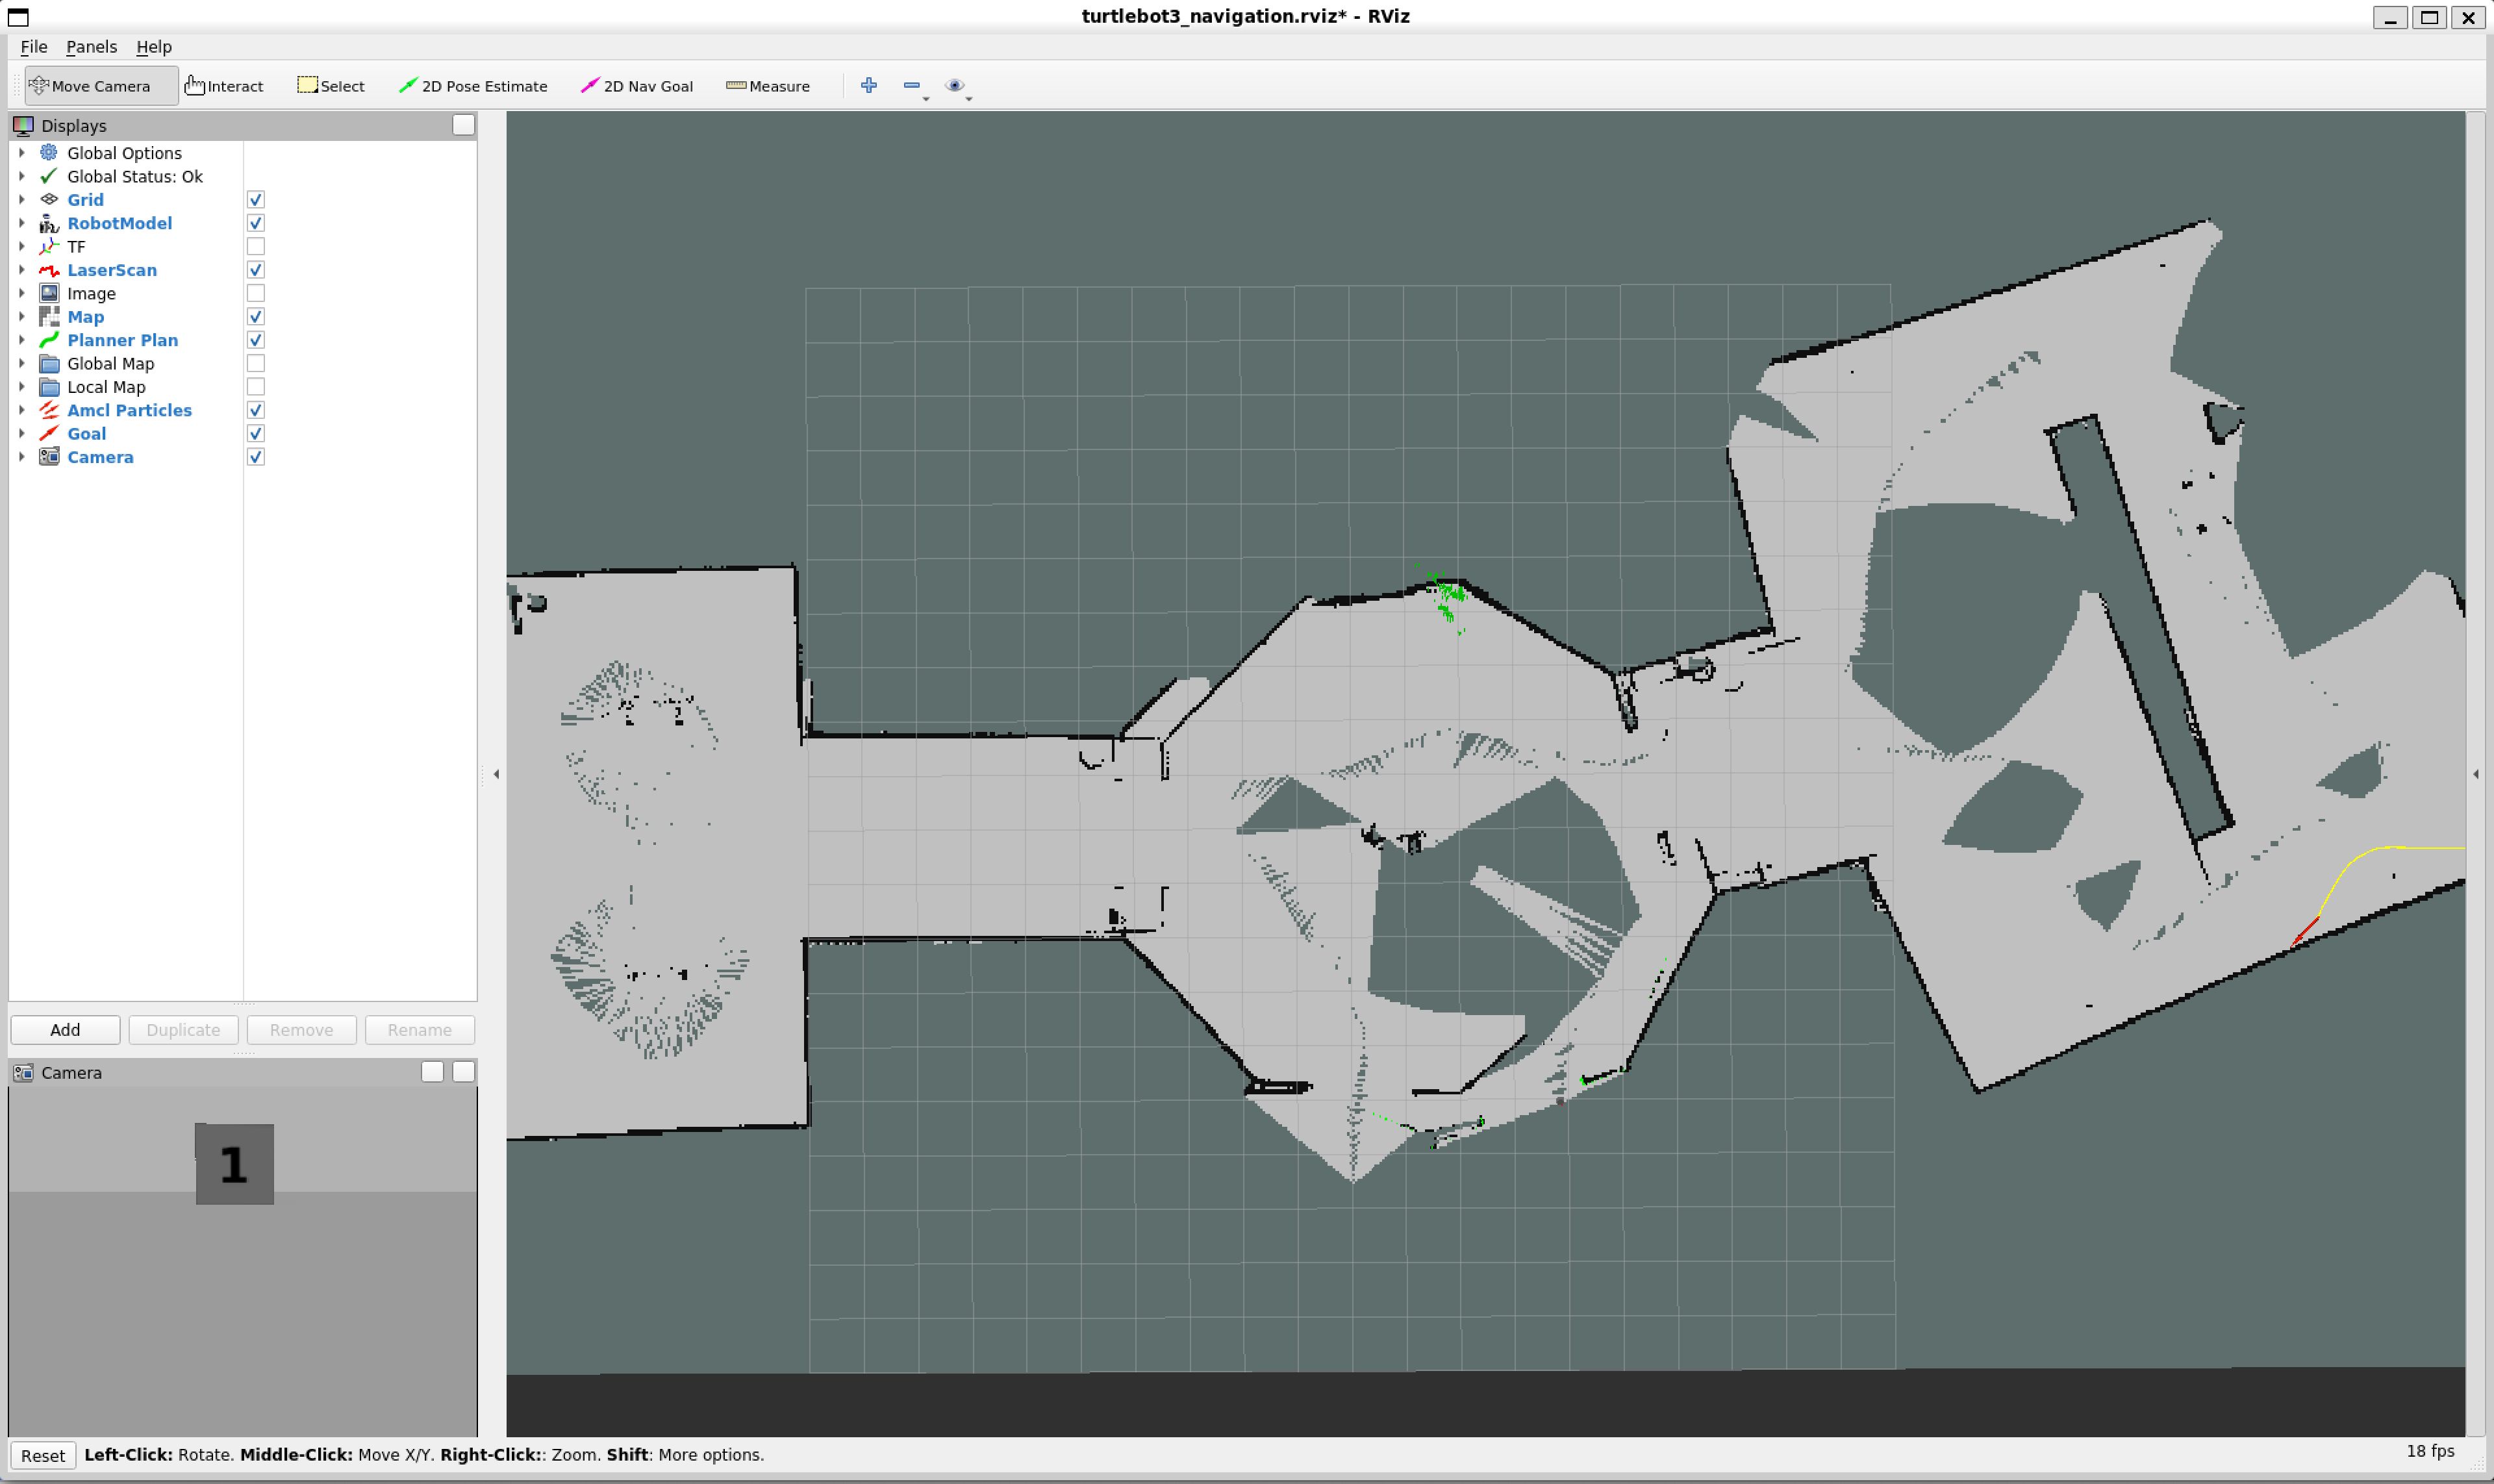 turtlebot3_navigation.rviz* - RViz
File Panels Help
Move Camera Interact Select 2D Pose Estimate 2D Nav Goal Measure
Displays
Global Options
Global Status: Ok
Grid
RobotModel
TF
LaserScan
Image
Map
Planner Plan
Global Map
Local Map
Amcl Particles
Goal
Camera
Add Duplicate Remove Rename
Camera
1
Reset Left-Click: Rotate. Middle-Click: Move X/Y. Right-Click:: Zoom. Shift: More options. 18 fps